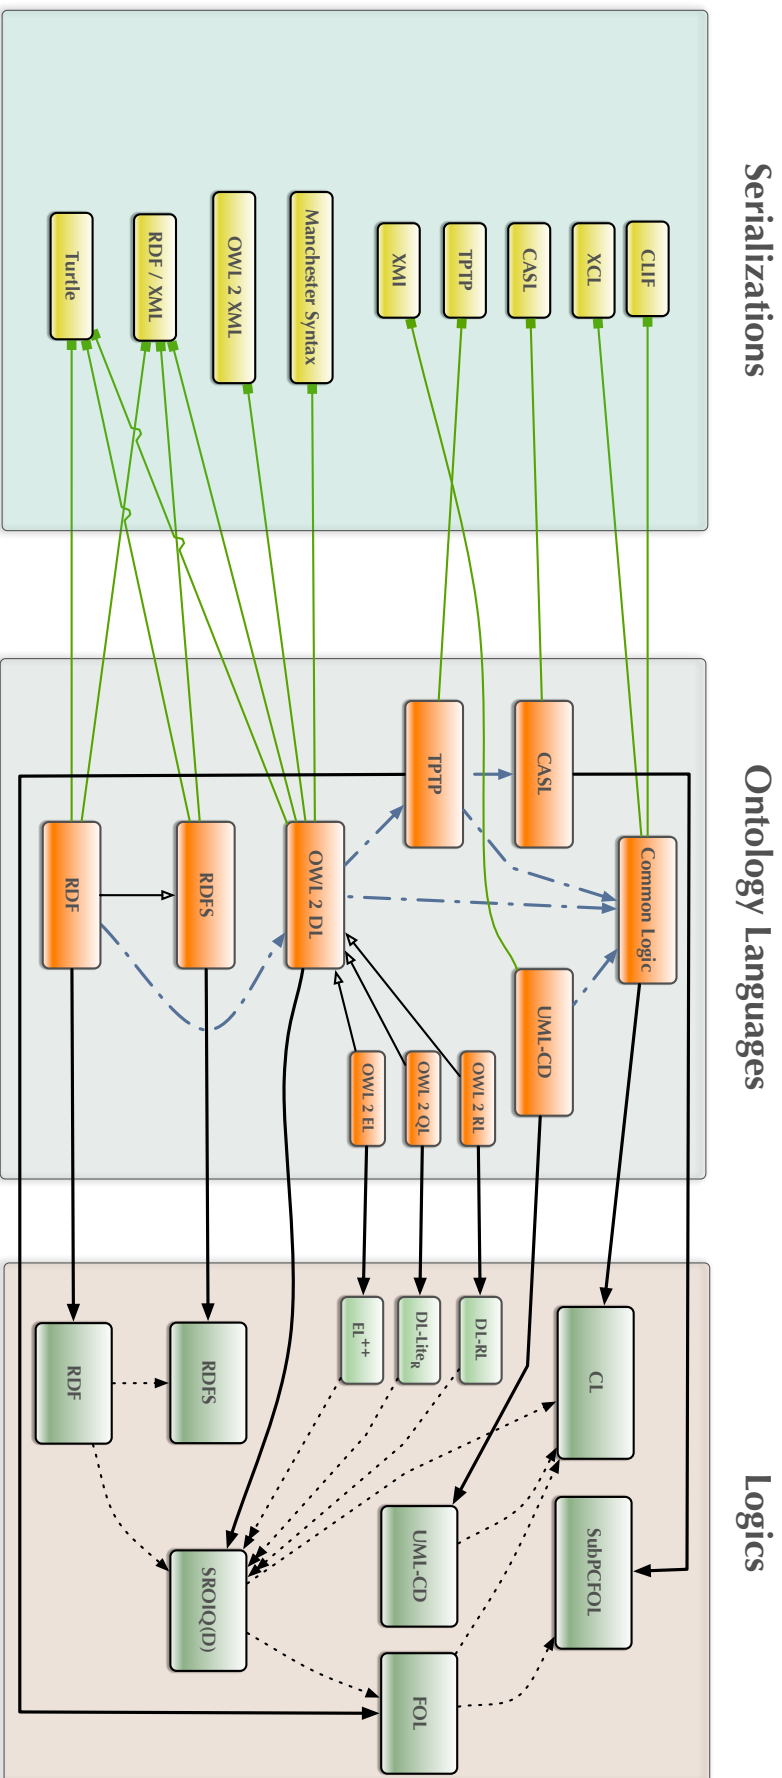 Serializations
CLIF
XCL
CASL
TPTP
XMI
Manchester Syntax
OWL 2 XML
RDF / XML
Turtle
Ontology Languages
Common Logic
CASL
UML-CD
TPTP
OWL 2 RL
OWL 2 QL
OWL 2 EL
OWL 2 DL
RDFS
RDF
Logics
CL
SubPCFOL
DL-RL
DL-LiteR
EL++
UML-CD
FOL
RDFS
SROIQ(D)
RDF